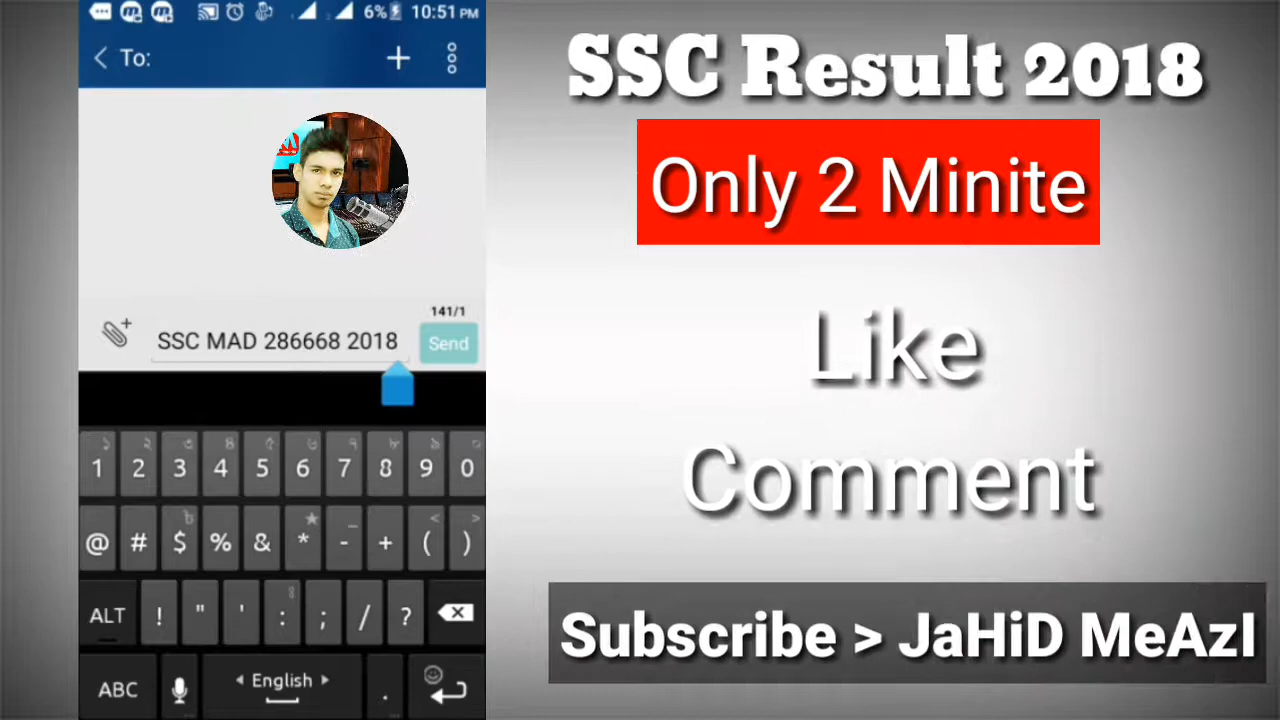 6% 10:51 PM
To:
SSC MAD 286668 2018
141/1
Send
1 2 3 4 5 6 7 8 9 0
@ # $ % & * - + ( )
ALT ! " ' : ; / ?
ABC English .
SSC Result 2018
Only 2 Minite
Like
Comment
Subscribe > JaHiD MeAzI